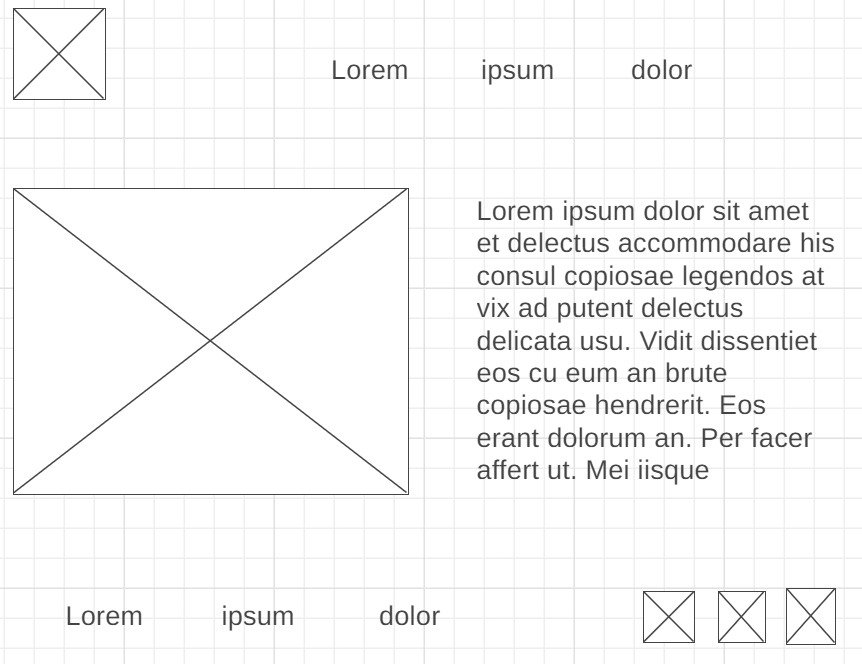 Lorem ipsum dolor
Lorem ipsum dolor sit amet
et delectus accommodare his
consul copiosae legendos at
vix ad putent delectus
delicata usu. Vidit dissentiet
eos cu eum an brute
copiosae hendrerit. Eos
erant dolorum an. Per facer
affert ut. Mei iisque
Lorem ipsum dolor